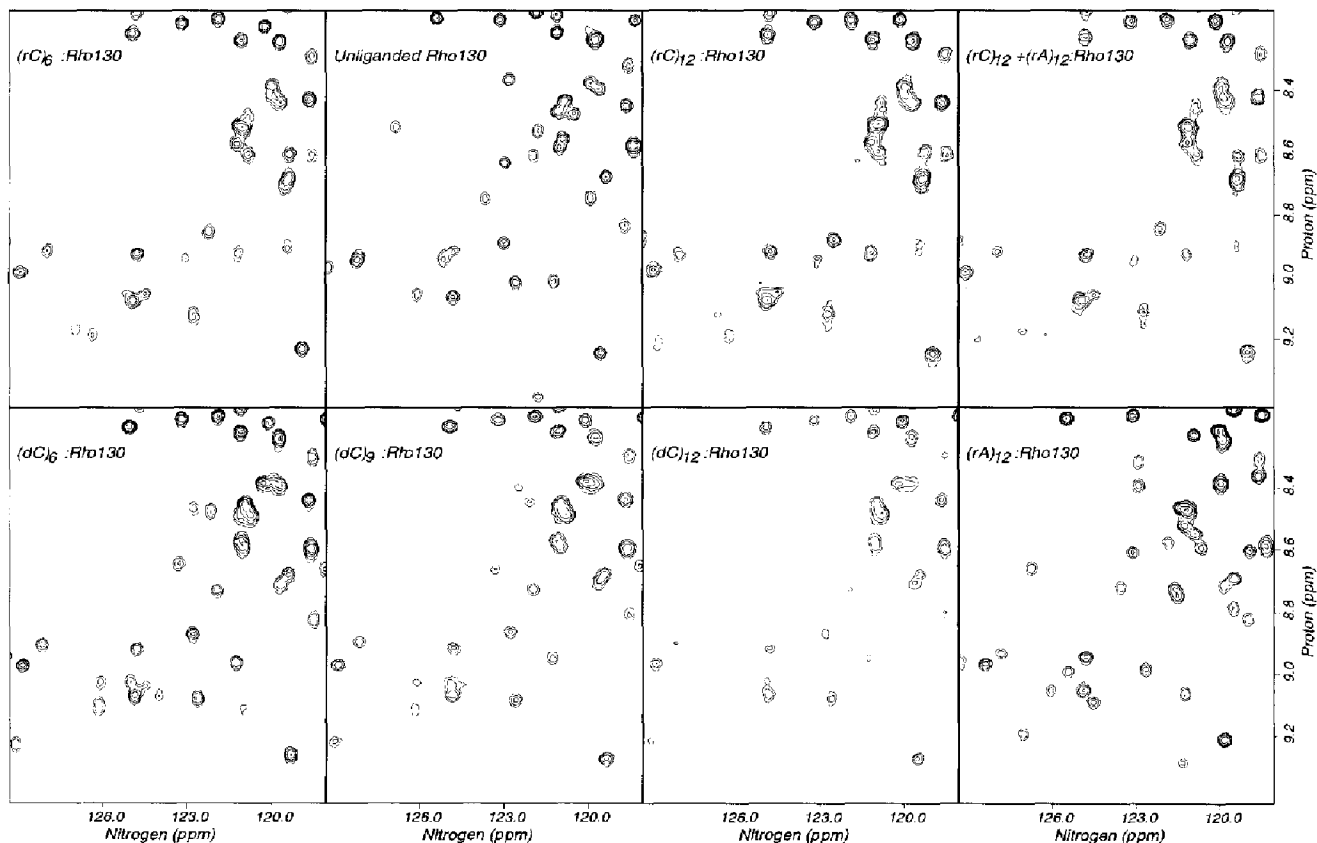 (rC)6 :Rho130
Unliganded Rho130
(rC)12 :Rho130
(rC)12 +(rA)12:Rho130
8.4
8.6
8.8
9.0
9.2
Proton (ppm)
(dC)6 :Rho130
(dC)9 :Rho130
(dC)12 :Rho130
(rA)12 :Rho130
8.4
8.6
8.8
9.0
9.2
Proton (ppm)
126.0 123.0 120.0 126.0 123.0 120.0 126.0 123.0 120.0 126.0 123.0 120.0
Nitrogen (ppm) Nitrogen (ppm) Nitrogen (ppm) Nitrogen (ppm)